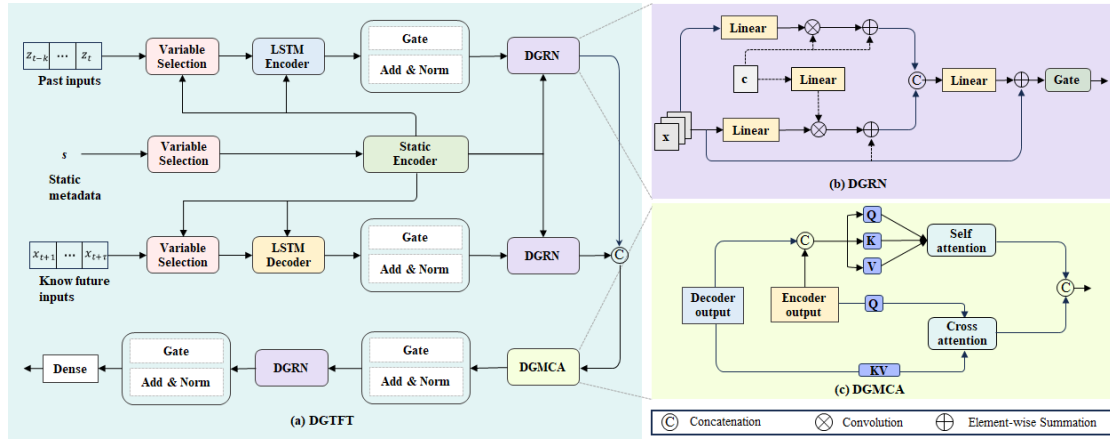 z_{t-k} ... z_t
Past inputs
Variable
Selection
LSTM
Encoder
Gate
Add & Norm
DGRN
s
Static
metadata
Variable
Selection
Static
Encoder
x_{t+1} ... x_{t+τ}
Know future
inputs
Variable
Selection
LSTM
Decoder
Gate
Add & Norm
DGRN
C
Dense
Gate
Add & Norm
DGRN
Gate
Add & Norm
DGMCA
(a) DGTFT
Linear
c
Linear
C
Linear
Gate
x
Linear
(b) DGRN
C
Q
K
V
Self
attention
Decoder
output
Encoder
output
Q
C
Cross
attention
KV
(c) DGMCA
C Concatenation
Convolution
Element-wise Summation